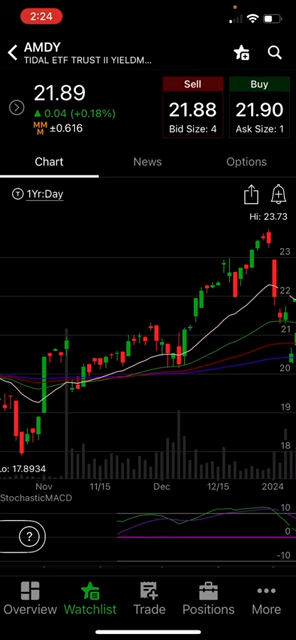 2:24
AMDY
TIDAL ETF TRUST II YIELDM...
21.89
0.04 (+0.18%)
MM
M
±0.616
Sell
21.88
Bid Size: 4
Buy
21.90
Ask Size: 1
Chart
News
Options
T
1Yr:Day
Hi: 23.73
23
22
21
20
19
18
Lo: 17.8934
Nov
11/15
Dec
12/15
2024
StochasticMACD
10
0
-10
?
Overview
Watchlist
Trade
Positions
More